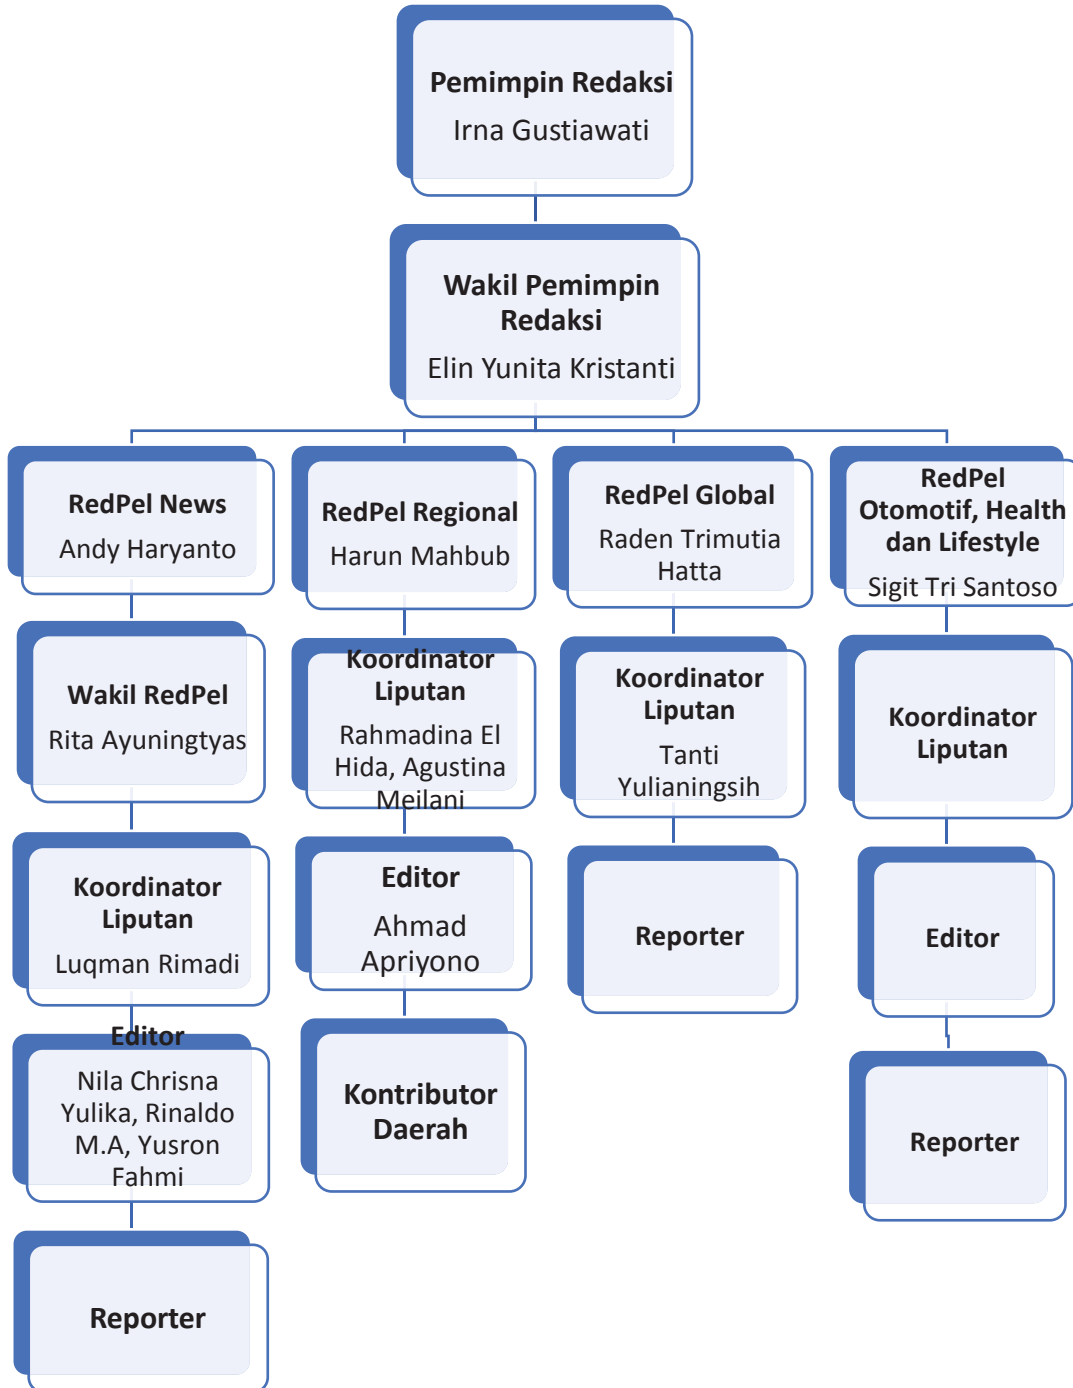 Pemimpin Redaksi
Irna Gustiawati
Wakil Pemimpin
Redaksi
Elin Yunita Kristanti
RedPel News
Andy Haryanto
RedPel Regional
Harun Mahbub
RedPel Global
Raden Trimutia
Hatta
RedPel
Otomotif, Health
dan Lifestyle
Sigit Tri Santoso
Wakil RedPel
Rita Ayuningtyas
Koordinator
Liputan
Rahmadina El
Hida, Agustina
Meilani
Koordinator
Liputan
Tanti
Yulianingsih
Koordinator
Liputan
Koordinator
Liputan
Luqman Rimadi
Editor
Ahmad
Apriyono
Reporter
Editor
Editor
Nila Chrisna
Yulika, Rinaldo
M.A, Yusron
Fahmi
Kontributor
Daerah
Reporter
Reporter